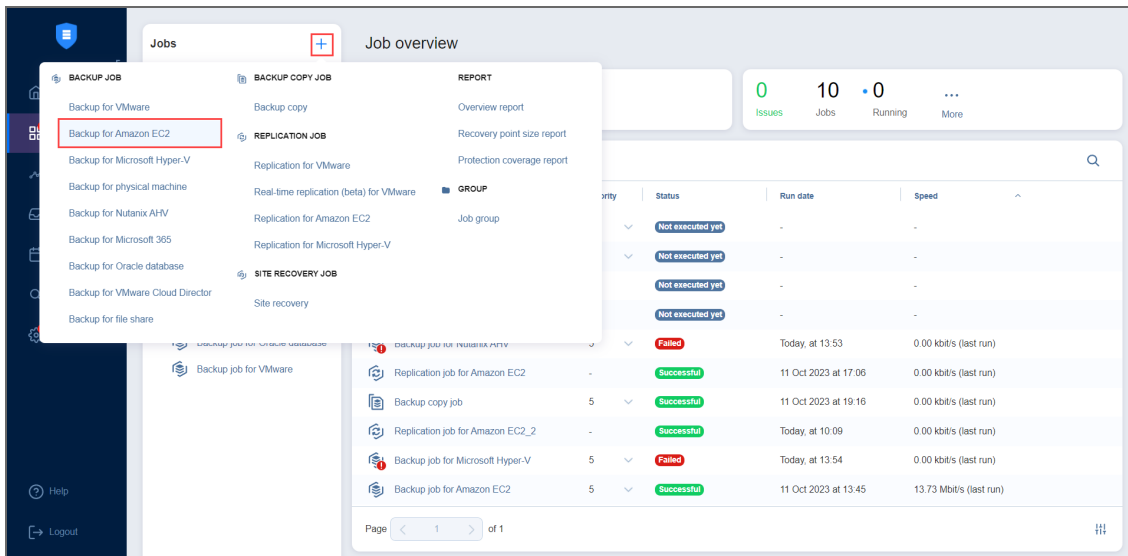 Jobs
Job overview
BACKUP JOB
Backup for VMware
Backup for Amazon EC2
Backup for Microsoft Hyper-V
Backup for physical machine
Backup for Nutanix AHV
Backup for Microsoft 365
Backup for Oracle database
Backup for VMware Cloud Director
Backup for file share
BACKUP COPY JOB
Backup copy
REPLICATION JOB
Replication for VMware
Real-time replication (beta) for VMware
Replication for Amazon EC2
Replication for Microsoft Hyper-V
SITE RECOVERY JOB
Site recovery
REPORT
Overview report
Recovery point size report
Protection coverage report
GROUP
Job group
0 10 0 ...
Issues Jobs Running More
Status Run date Speed
Not executed yet - -
Not executed yet - -
Not executed yet - -
Not executed yet - -
Backup job for Oracle database
Backup job for VMware
Backup job for Nutanix AHV 5 Failed Today, at 13:53 0.00 kbit/s (last run)
Replication job for Amazon EC2 - Successful 11 Oct 2023 at 17:06 0.00 kbit/s (last run)
Backup copy job 5 Successful 11 Oct 2023 at 19:16 0.00 kbit/s (last run)
Replication job for Amazon EC2_2 - Successful Today, at 10:09 0.00 kbit/s (last run)
Backup job for Microsoft Hyper-V 5 Failed Today, at 13:54 0.00 kbit/s (last run)
Backup job for Amazon EC2 5 Successful 11 Oct 2023 at 13:45 13.73 Mbit/s (last run)
Page 1 of 1
Help
Logout